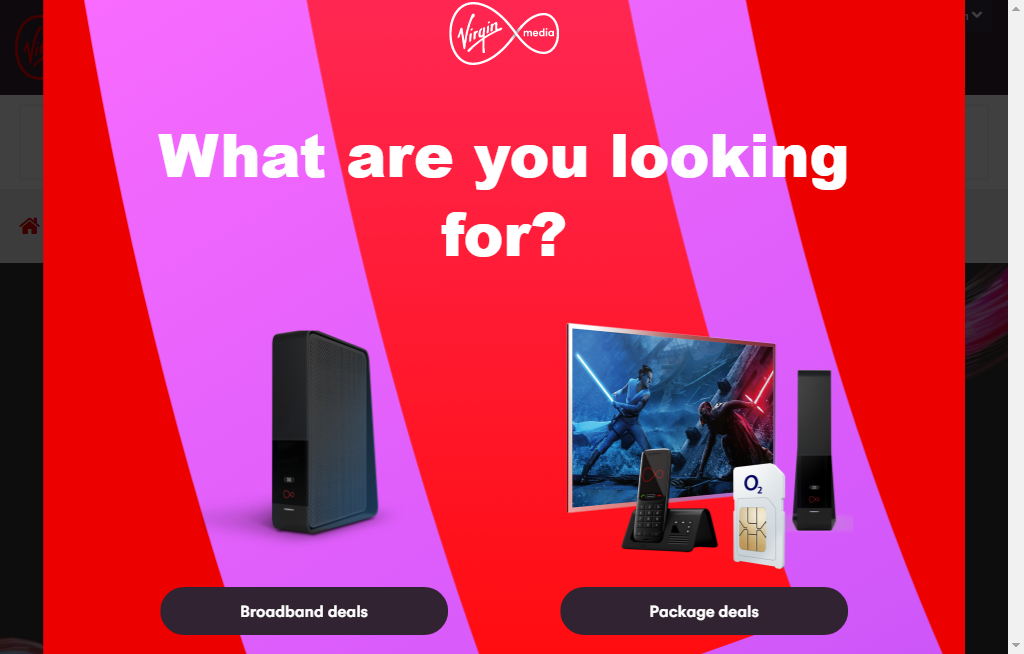 Virgin media
What are you looking
for?
O2
Broadband deals
Package deals